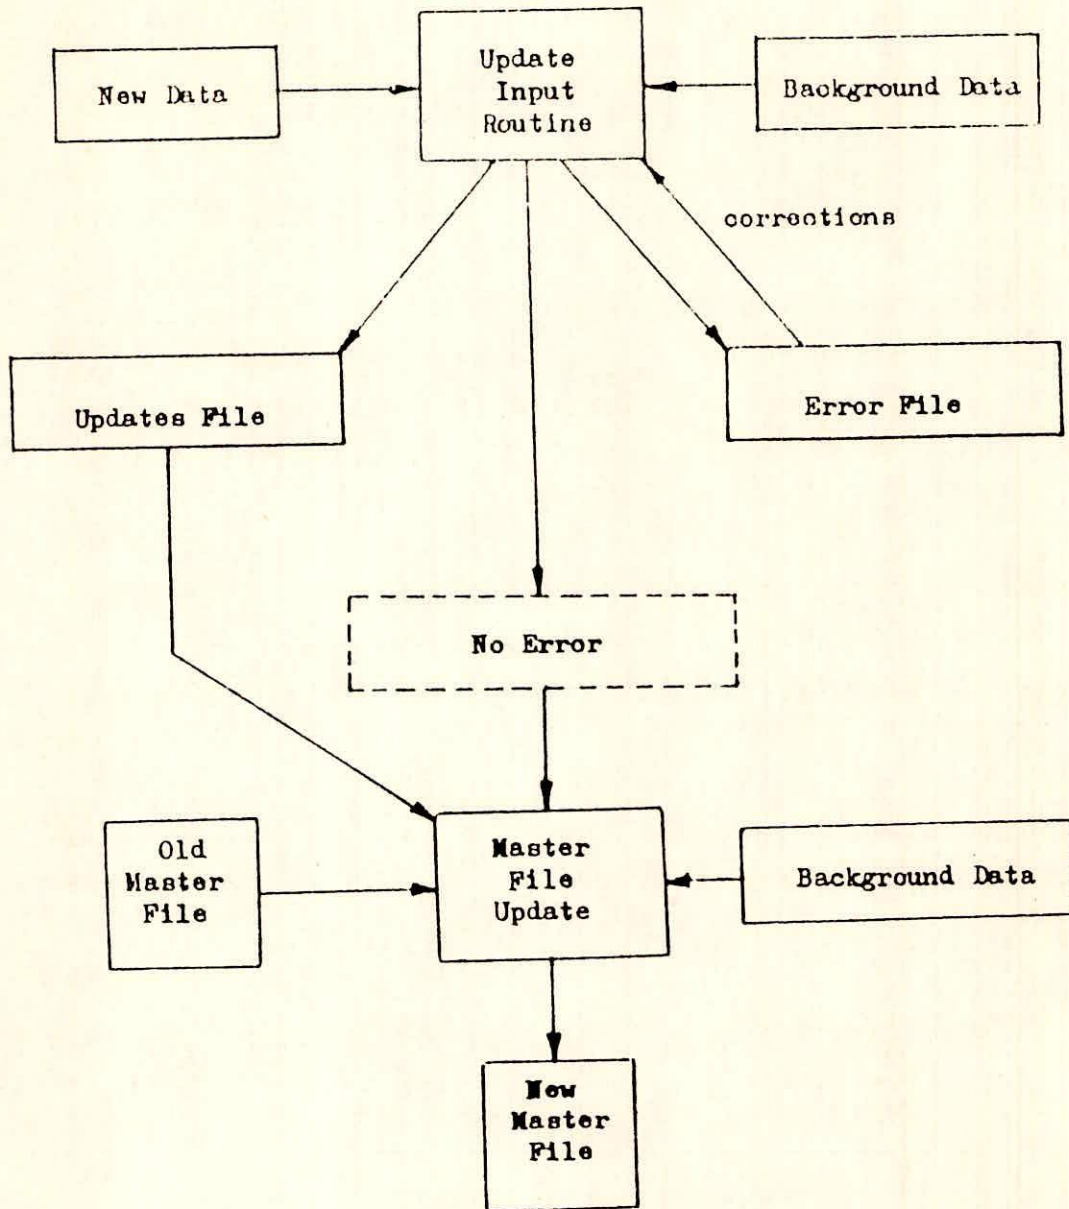 New Data
Update
Input
Routine
Background Data
corrections
Updates File
Error File
No Error
Old
Master
File
Master
File
Update
Background Data
New
Master
File